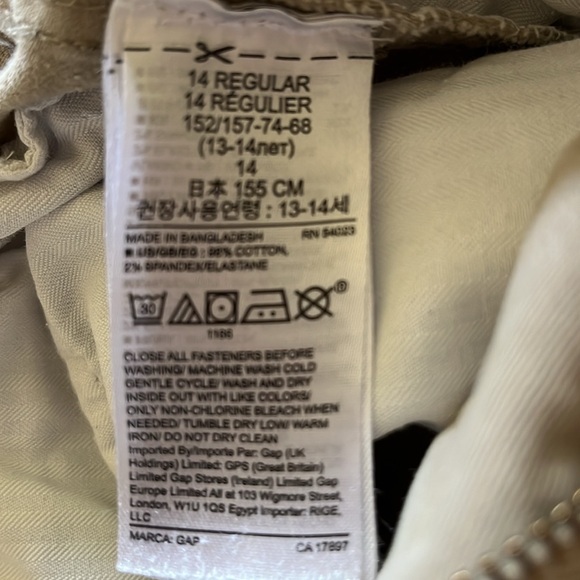 14 REGULAR
14 RÉGULIER
152/157-74-68
(13-14лет)
14
日本 155 CM
권장사용연령 : 13-14세
MADE IN BANGLADESH RN 54023
■ US/GB/EG : 98% COTTON,
2% SPANDEX/ELASTANE
30
1186
CLOSE ALL FASTENERS BEFORE
WASHING/ MACHINE WASH COLD
GENTLE CYCLE/ WASH AND DRY
INSIDE OUT WITH LIKE COLORS/
ONLY NON-CHLORINE BLEACH WHEN
NEEDED/ TUMBLE DRY LOW/ WARM
IRON/ DO NOT DRY CLEAN
Imported By/Importe Par: Gap (UK
Holdings) Limited: GPS (Great Britain)
Limited Gap Stores (Ireland) Limited Gap
Europe Limited All at 103 Wigmore Street,
London, W1U 1QS Egypt Importer: RIGE,
LLC
MARCA: GAP CA 17897